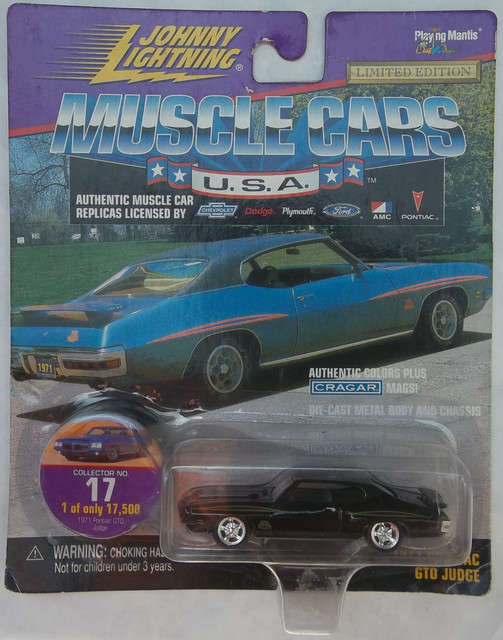 JOHNNY
LIGHTNING®
Playing Mantis®
LIMITED EDITION
MUSCLE CARS
U.S.A.™
AUTHENTIC MUSCLE CAR
REPLICAS LICENSED BY
CHEVROLET
Dodge
Plymouth
Ford
AMC
PONTIAC
1971
AUTHENTIC COLORS PLUS
CRAGAR MAGS!
DIE-CAST METAL BODY AND CHASSIS
COLLECTOR NO.
17
1 of only 17,500
1971 Pontiac GTO
Judge
WARNING: CHOKING HA
Not for children under 3 years.
AC
GTO JUDGE